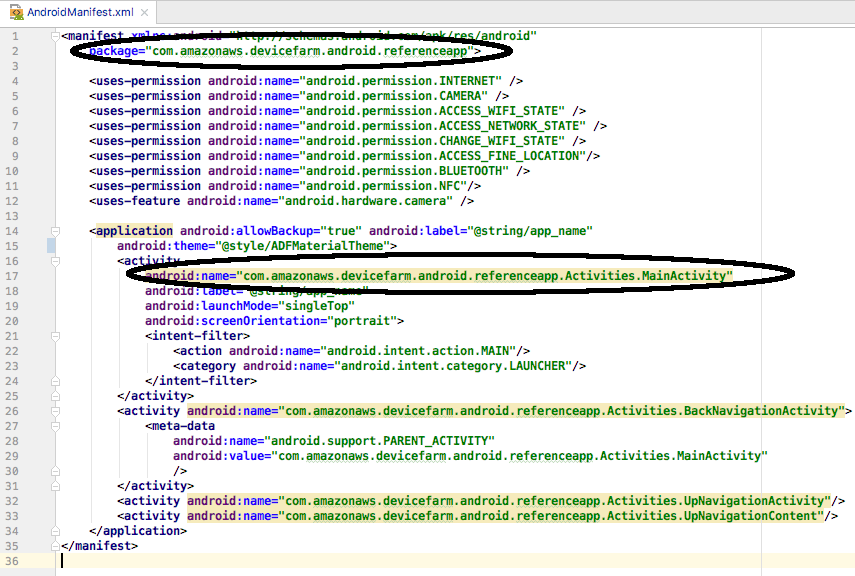 AndroidManifest.xml
1 <manifest xmlns:android="http://schemas.android.com/apk/res/android"
2 package="com.amazonaws.devicefarm.android.referenceapp">
3
4 <uses-permission android:name="android.permission.INTERNET" />
5 <uses-permission android:name="android.permission.CAMERA" />
6 <uses-permission android:name="android.permission.ACCESS_WIFI_STATE" />
7 <uses-permission android:name="android.permission.ACCESS_NETWORK_STATE" />
8 <uses-permission android:name="android.permission.CHANGE_WIFI_STATE" />
9 <uses-permission android:name="android.permission.ACCESS_FINE_LOCATION"/>
10 <uses-permission android:name="android.permission.BLUETOOTH" />
11 <uses-permission android:name="android.permission.NFC"/>
12 <uses-feature android:name="android.hardware.camera" />
13
14 <application android:allowBackup="true" android:label="@string/app_name"
15 android:theme="@style/ADFMaterialTheme">
16 <activity
17 android:name="com.amazonaws.devicefarm.android.referenceapp.Activities.MainActivity"
18 android:label="@string/app_name"
19 android:launchMode="singleTop"
20 android:screenOrientation="portrait">
21 <intent-filter>
22 <action android:name="android.intent.action.MAIN"/>
23 <category android:name="android.intent.category.LAUNCHER"/>
24 </intent-filter>
25 </activity>
26 <activity android:name="com.amazonaws.devicefarm.android.referenceapp.Activities.BackNavigationActivity">
27 <meta-data
28 android:name="android.support.PARENT_ACTIVITY"
29 android:value="com.amazonaws.devicefarm.android.referenceapp.Activities.MainActivity"
30 />
31 </activity>
32 <activity android:name="com.amazonaws.devicefarm.android.referenceapp.Activities.UpNavigationActivity"/>
33 <activity android:name="com.amazonaws.devicefarm.android.referenceapp.Activities.UpNavigationContent"/>
34 </application>
35 </manifest>
36